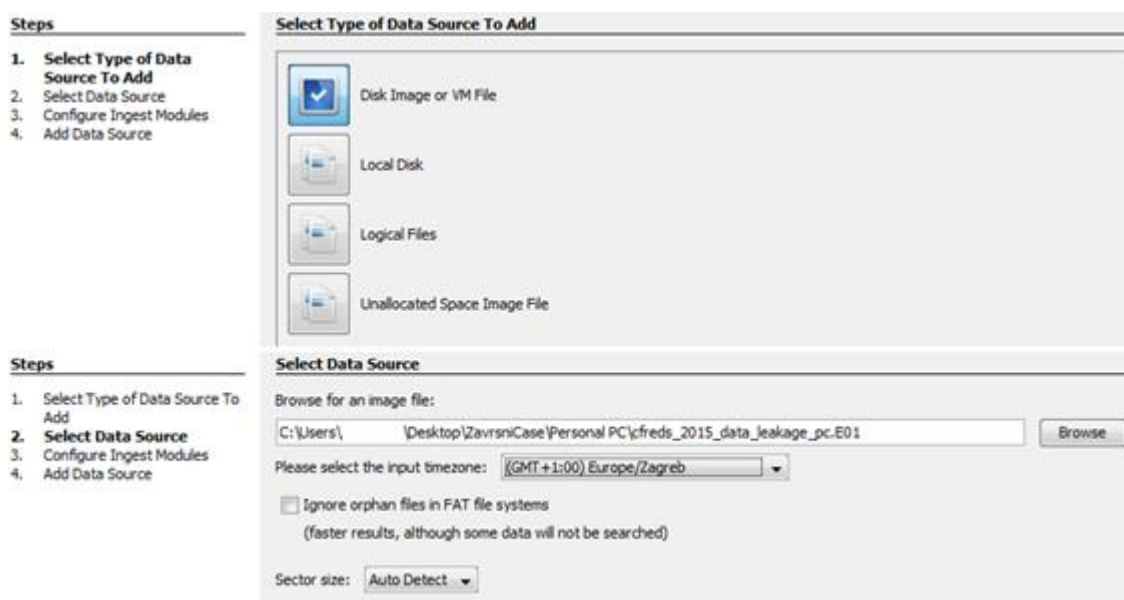 Steps
1. Select Type of Data
Source To Add
2. Select Data Source
3. Configure Ingest Modules
4. Add Data Source
Select Type of Data Source To Add
Disk Image or VM File
Local Disk
Logical Files
Unallocated Space Image File
Steps
1. Select Type of Data Source To
Add
2. Select Data Source
3. Configure Ingest Modules
4. Add Data Source
Select Data Source
Browse for an image file:
C:\Users\ \Desktop\ZavrsniCase\Personal PC\cfreds_2015_data_leakage_pc.E01 Browse
Please select the input timezone: (GMT+1:00) Europe/Zagreb
Ignore orphan files in FAT file systems
(faster results, although some data will not be searched)
Sector size: Auto Detect